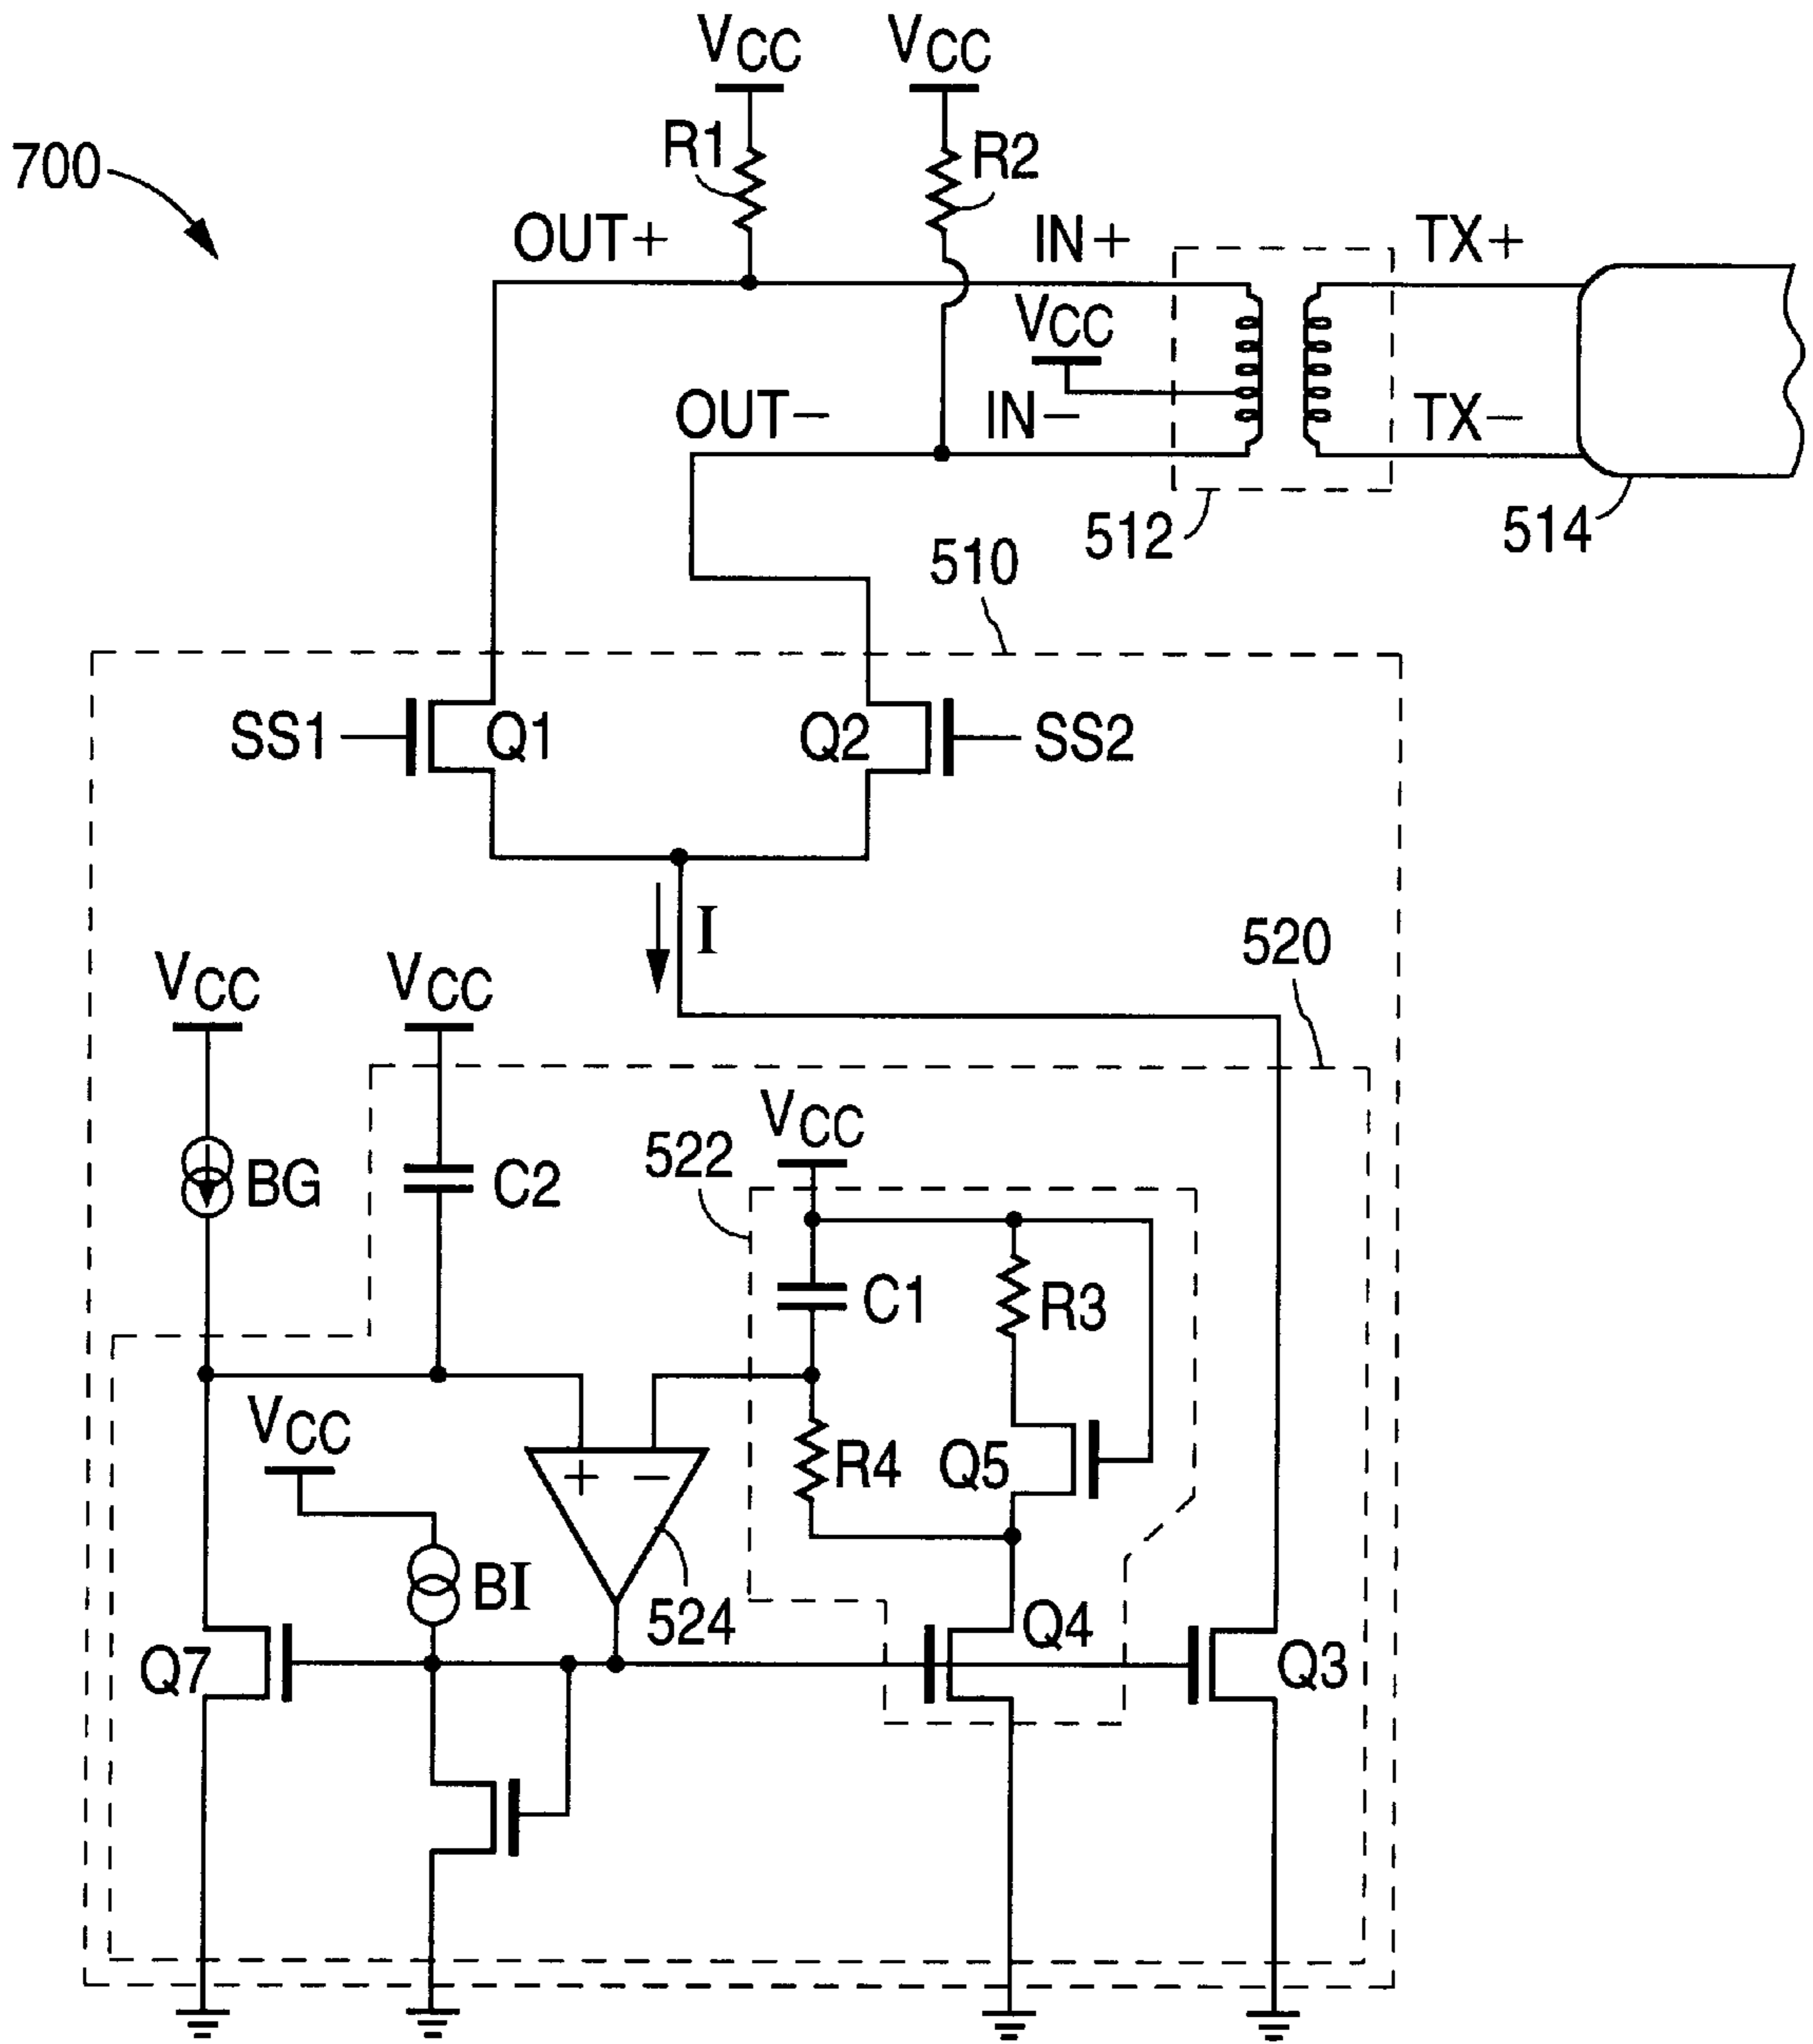 VCC VCC
700
R1 R2
OUT+ IN+ TX+
VCC
OUT− IN− TX−
512 514
510
SS1 Q1 Q2 SS2
I
520
VCC VCC
VCC
522
BG C2
C1 R3
VCC
+ −
R4 Q5
BI
524
Q4
Q7 Q3